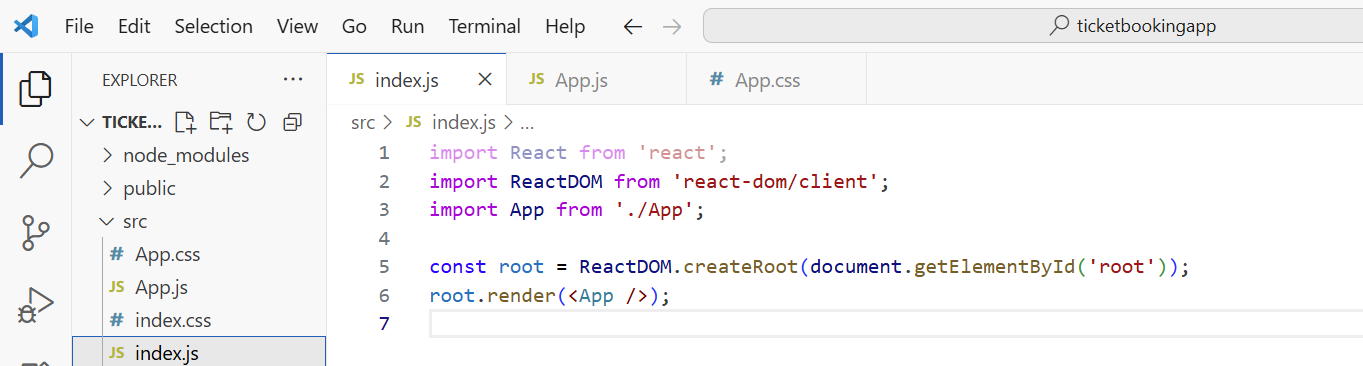 File Edit Selection View Go Run Terminal Help ticketbookingapp
EXPLORER
TICKE...
node_modules
public
src
# App.css
JS App.js
# index.css
JS index.js
JS index.js
JS App.js
# App.css
src > JS index.js > ...
1 import React from 'react';
2 import ReactDOM from 'react-dom/client';
3 import App from './App';
4
5 const root = ReactDOM.createRoot(document.getElementById('root'));
6 root.render(<App />);
7